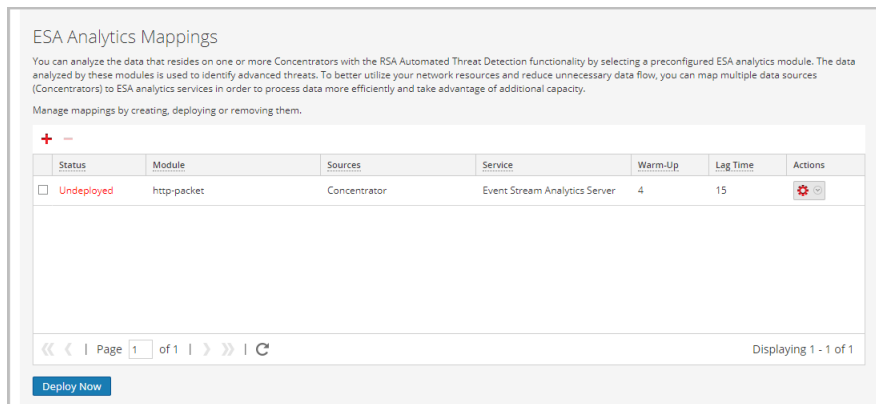 ESA Analytics Mappings
You can analyze the data that resides on one or more Concentrators with the RSA Automated Threat Detection functionality by selecting a preconfigured ESA analytics module. The data
analyzed by these modules is used to identify advanced threats. To better utilize your network resources and reduce unnecessary data flow, you can map multiple data sources
(Concentrators) to ESA analytics services in order to process data more efficiently and take advantage of additional capacity.
Manage mappings by creating, deploying or removing them.
Status Module Sources Service Warm-Up Lag Time Actions
Undeployed http-packet Concentrator Event Stream Analytics Server 4 15
Page 1 of 1 Displaying 1 - 1 of 1
Deploy Now